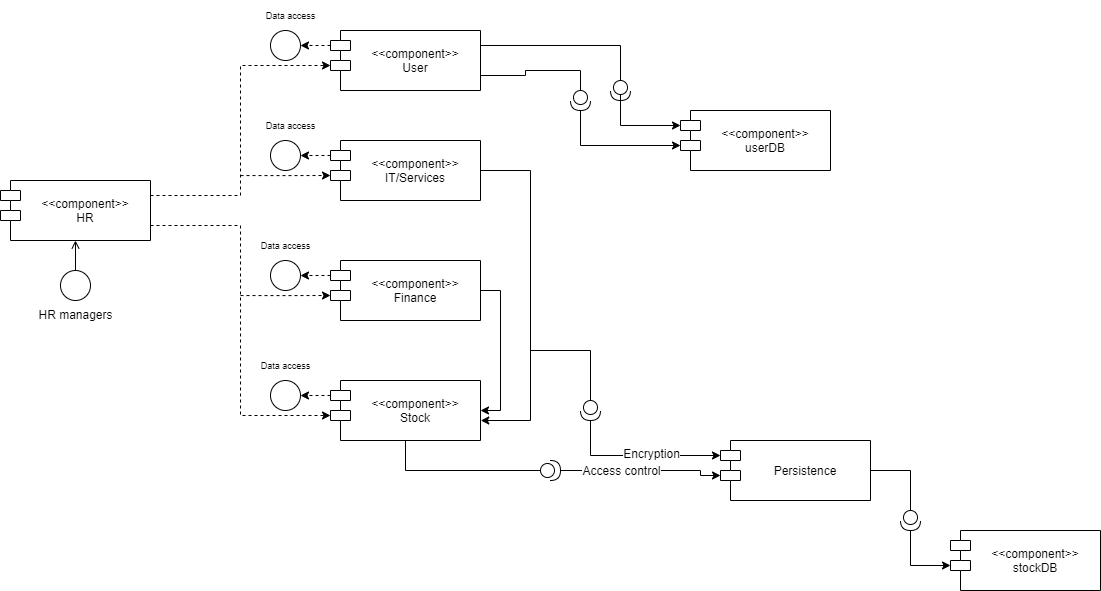 Data access
<<component>>
User
Data access
<<component>>
IT/Services
<<component>>
userDB
<<component>>
HR
HR managers
Data access
<<component>>
Finance
Data access
<<component>>
Stock
Encryption
Access control
Persistence
<<component>>
stockDB